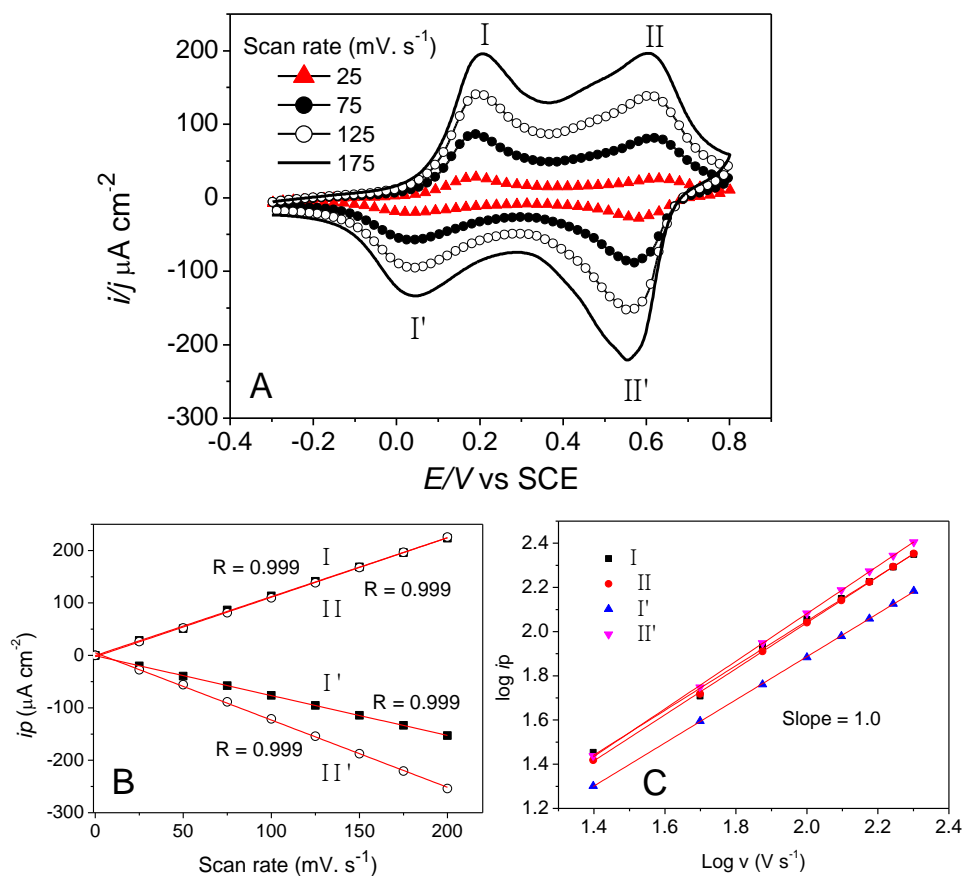 Scan rate (mV. s-1)
25
75
125
175
I
II
I'
II'
A
200
100
0
-100
-200
-300
i/j μA cm-2
-0.4 -0.2 0.0 0.2 0.4 0.6 0.8
E/V vs SCE
200
100
0
-100
-200
-300
ip (μA cm-2)
R = 0.999
I
R = 0.999
II
I'
R = 0.999
R = 0.999
II'
B
0 50 100 150 200
Scan rate (mV. s-1)
2.4
2.2
2.0
1.8
1.6
1.4
1.2
log ip
I
II
I'
II'
Slope = 1.0
C
1.4 1.6 1.8 2.0 2.2 2.4
Log v (V s-1)